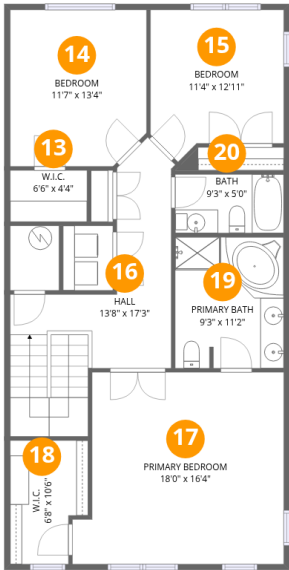 14
BEDROOM
11'7" x 13'4"
15
BEDROOM
11'4" x 12'11"
13
W.I.C.
6'6" x 4'4"
20
BATH
9'3" x 5'0"
16
HALL
13'8" x 17'3"
19
PRIMARY BATH
9'3" x 11'2"
17
PRIMARY BEDROOM
18'0" x 16'4"
18
W.I.C.
6'8" x 10'6"